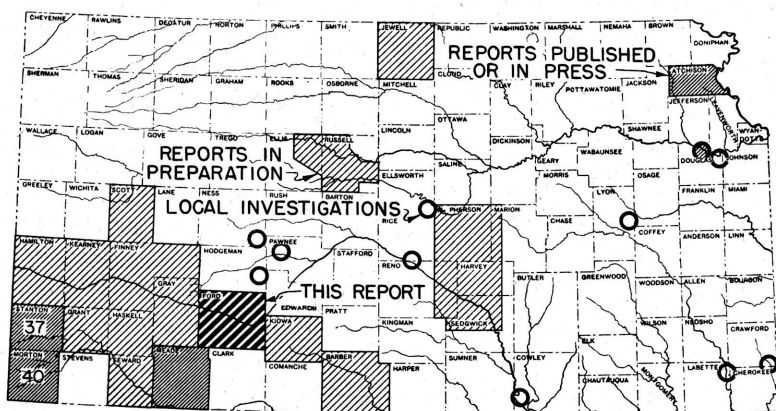 CHEYENNE RAWLINS DECATUR NORTON PHILLIPS SMITH JEWELL REPUBLIC WASHINGTON MARSHALL NEMAHA BROWN
DONIPHAN
REPORTS PUBLISHED
OR IN PRESS
ATCHISON
SHERMAN THOMAS SHERIDAN GRAHAM ROOKS OSBORNE MITCHELL CLOUD CLAY RILEY POTTAWATOMIE JACKSON
JEFFERSON LEAVENWORTH
WYANDOTTE
OTTAWA
LINCOLN DICKINSON SHAWNEE
WALLACE LOGAN GOVE TREGO ELLIS RUSSELL
SALINE GEARY WABAUNSEE DOUGLAS JOHNSON
REPORTS IN
PREPARATION
ELLSWORTH MORRIS OSAGE
GREELEY WICHITA SCOTT LANE NESS RUSH BARTON
LYON FRANKLIN MIAMI
LOCAL INVESTIGATIONS
RICE MCPHERSON MARION CHASE COFFEY
ANDERSON LINN
HAMILTON KEARNEY FINNEY HODGEMAN PAWNEE STAFFORD RENO HARVEY
BUTLER GREENWOOD WOODSON ALLEN BOURBON
GRAY FORD
THIS REPORT
EDWARDS PRATT
STANTON GRANT HASKELL
37
KIOWA KINGMAN SEDGWICK
WILSON NEOSHO CRAWFORD
ELK
MORTON STEVENS SEWARD MEADE CLARK
40
COMANCHE BARBER HARPER SUMNER COWLEY
CHAUTAUQUA MONTGOMERY LABETTE CHEROKEE